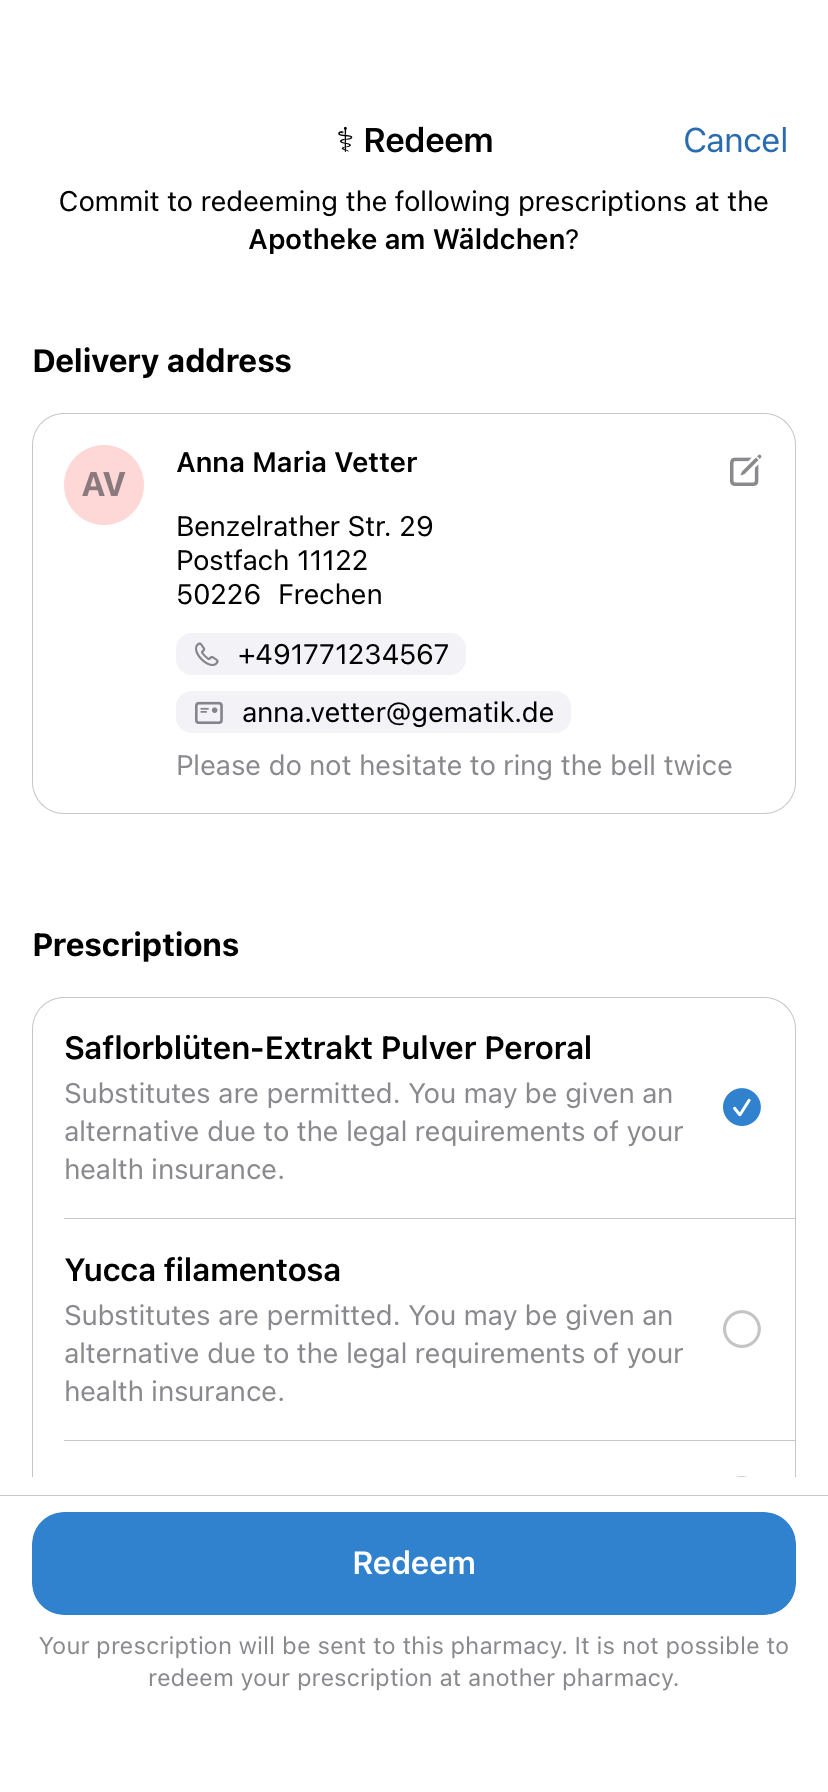 ⚕ Redeem
Cancel
Commit to redeeming the following prescriptions at the
Apotheke am Wäldchen?
Delivery address
AV
Anna Maria Vetter
Benzelrather Str. 29
Postfach 11122
50226 Frechen
+491771234567
anna.vetter@gematik.de
Please do not hesitate to ring the bell twice
Prescriptions
Saflorblüten-Extrakt Pulver Peroral
Substitutes are permitted. You may be given an
alternative due to the legal requirements of your
health insurance.
Yucca filamentosa
Substitutes are permitted. You may be given an
alternative due to the legal requirements of your
health insurance.
Redeem
Your prescription will be sent to this pharmacy. It is not possible to
redeem your prescription at another pharmacy.